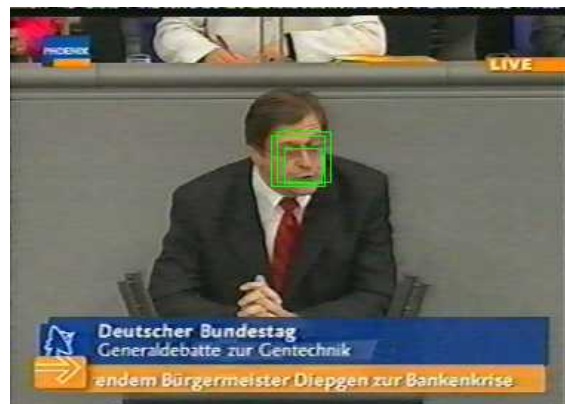 PHOENIX
LIVE
Deutscher Bundestag
Generaldebatte zur Gentechnik
endem Bürgermeister Diepgen zur Bankenkrise